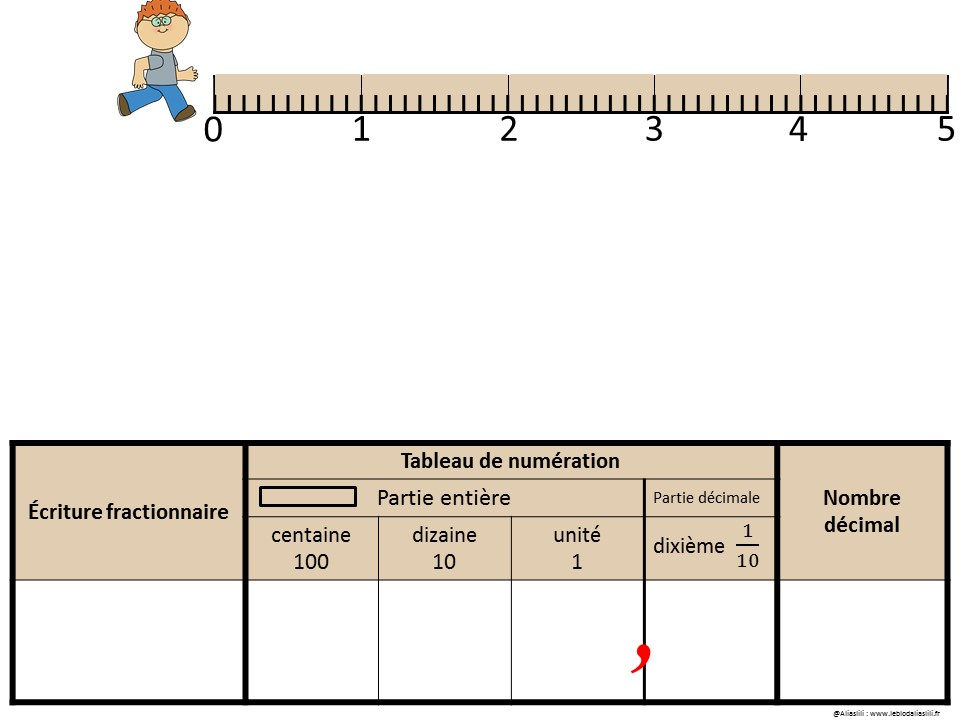 0 1 2 3 4 5
Tableau de numération
Écriture fractionnaire
Partie entière
Partie décimale
Nombre
décimal
centaine
100
dizaine
10
unité
1
dixième 1/10
,
@Aliaslili : www.leblodaliaslili.fr